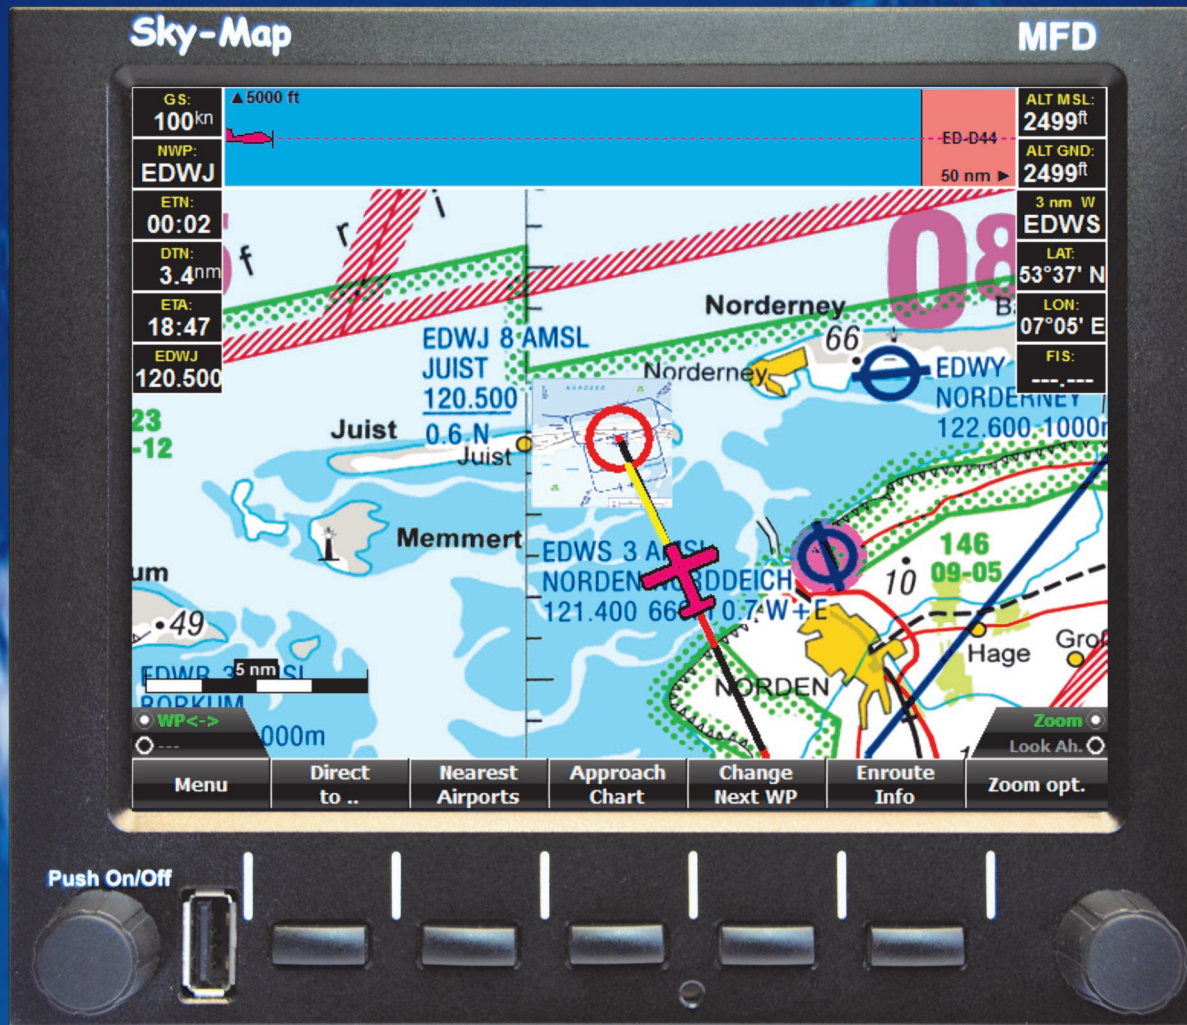 Sky-Map
MFD
GS:
100kn
NWP:
EDWJ
ETN:
00:02
DTN:
3.4nm
ETA:
18:47
EDWJ
120.500
▲5000 ft
ED-D44
50 nm ►
ALT MSL:
2499ft
ALT GND:
2499ft
3 nm W
EDWS
LAT:
53°37' N
LON:
07°05' E
FIS:
---.---
f r i
08
EDWJ 8 AMSL
JUIST
120.500
0.6 N
Norderney
66
Norderney
EDWY
NORDERNEY
122.600 1000m
23
-12
Juist
Juist
Memmert
EDWS 3 AMSL
NORDEN-NORDDEICH
121.400 0.7 W+E
146
09-05
10
um
49
Hage
NORDEN
5 nm
BORKUM
000m
WP<->
---
Zoom
Look Ah.
Menu
Direct
to ..
Nearest
Airports
Approach
Chart
Change
Next WP
Enroute
Info
Zoom opt.
Push On/Off